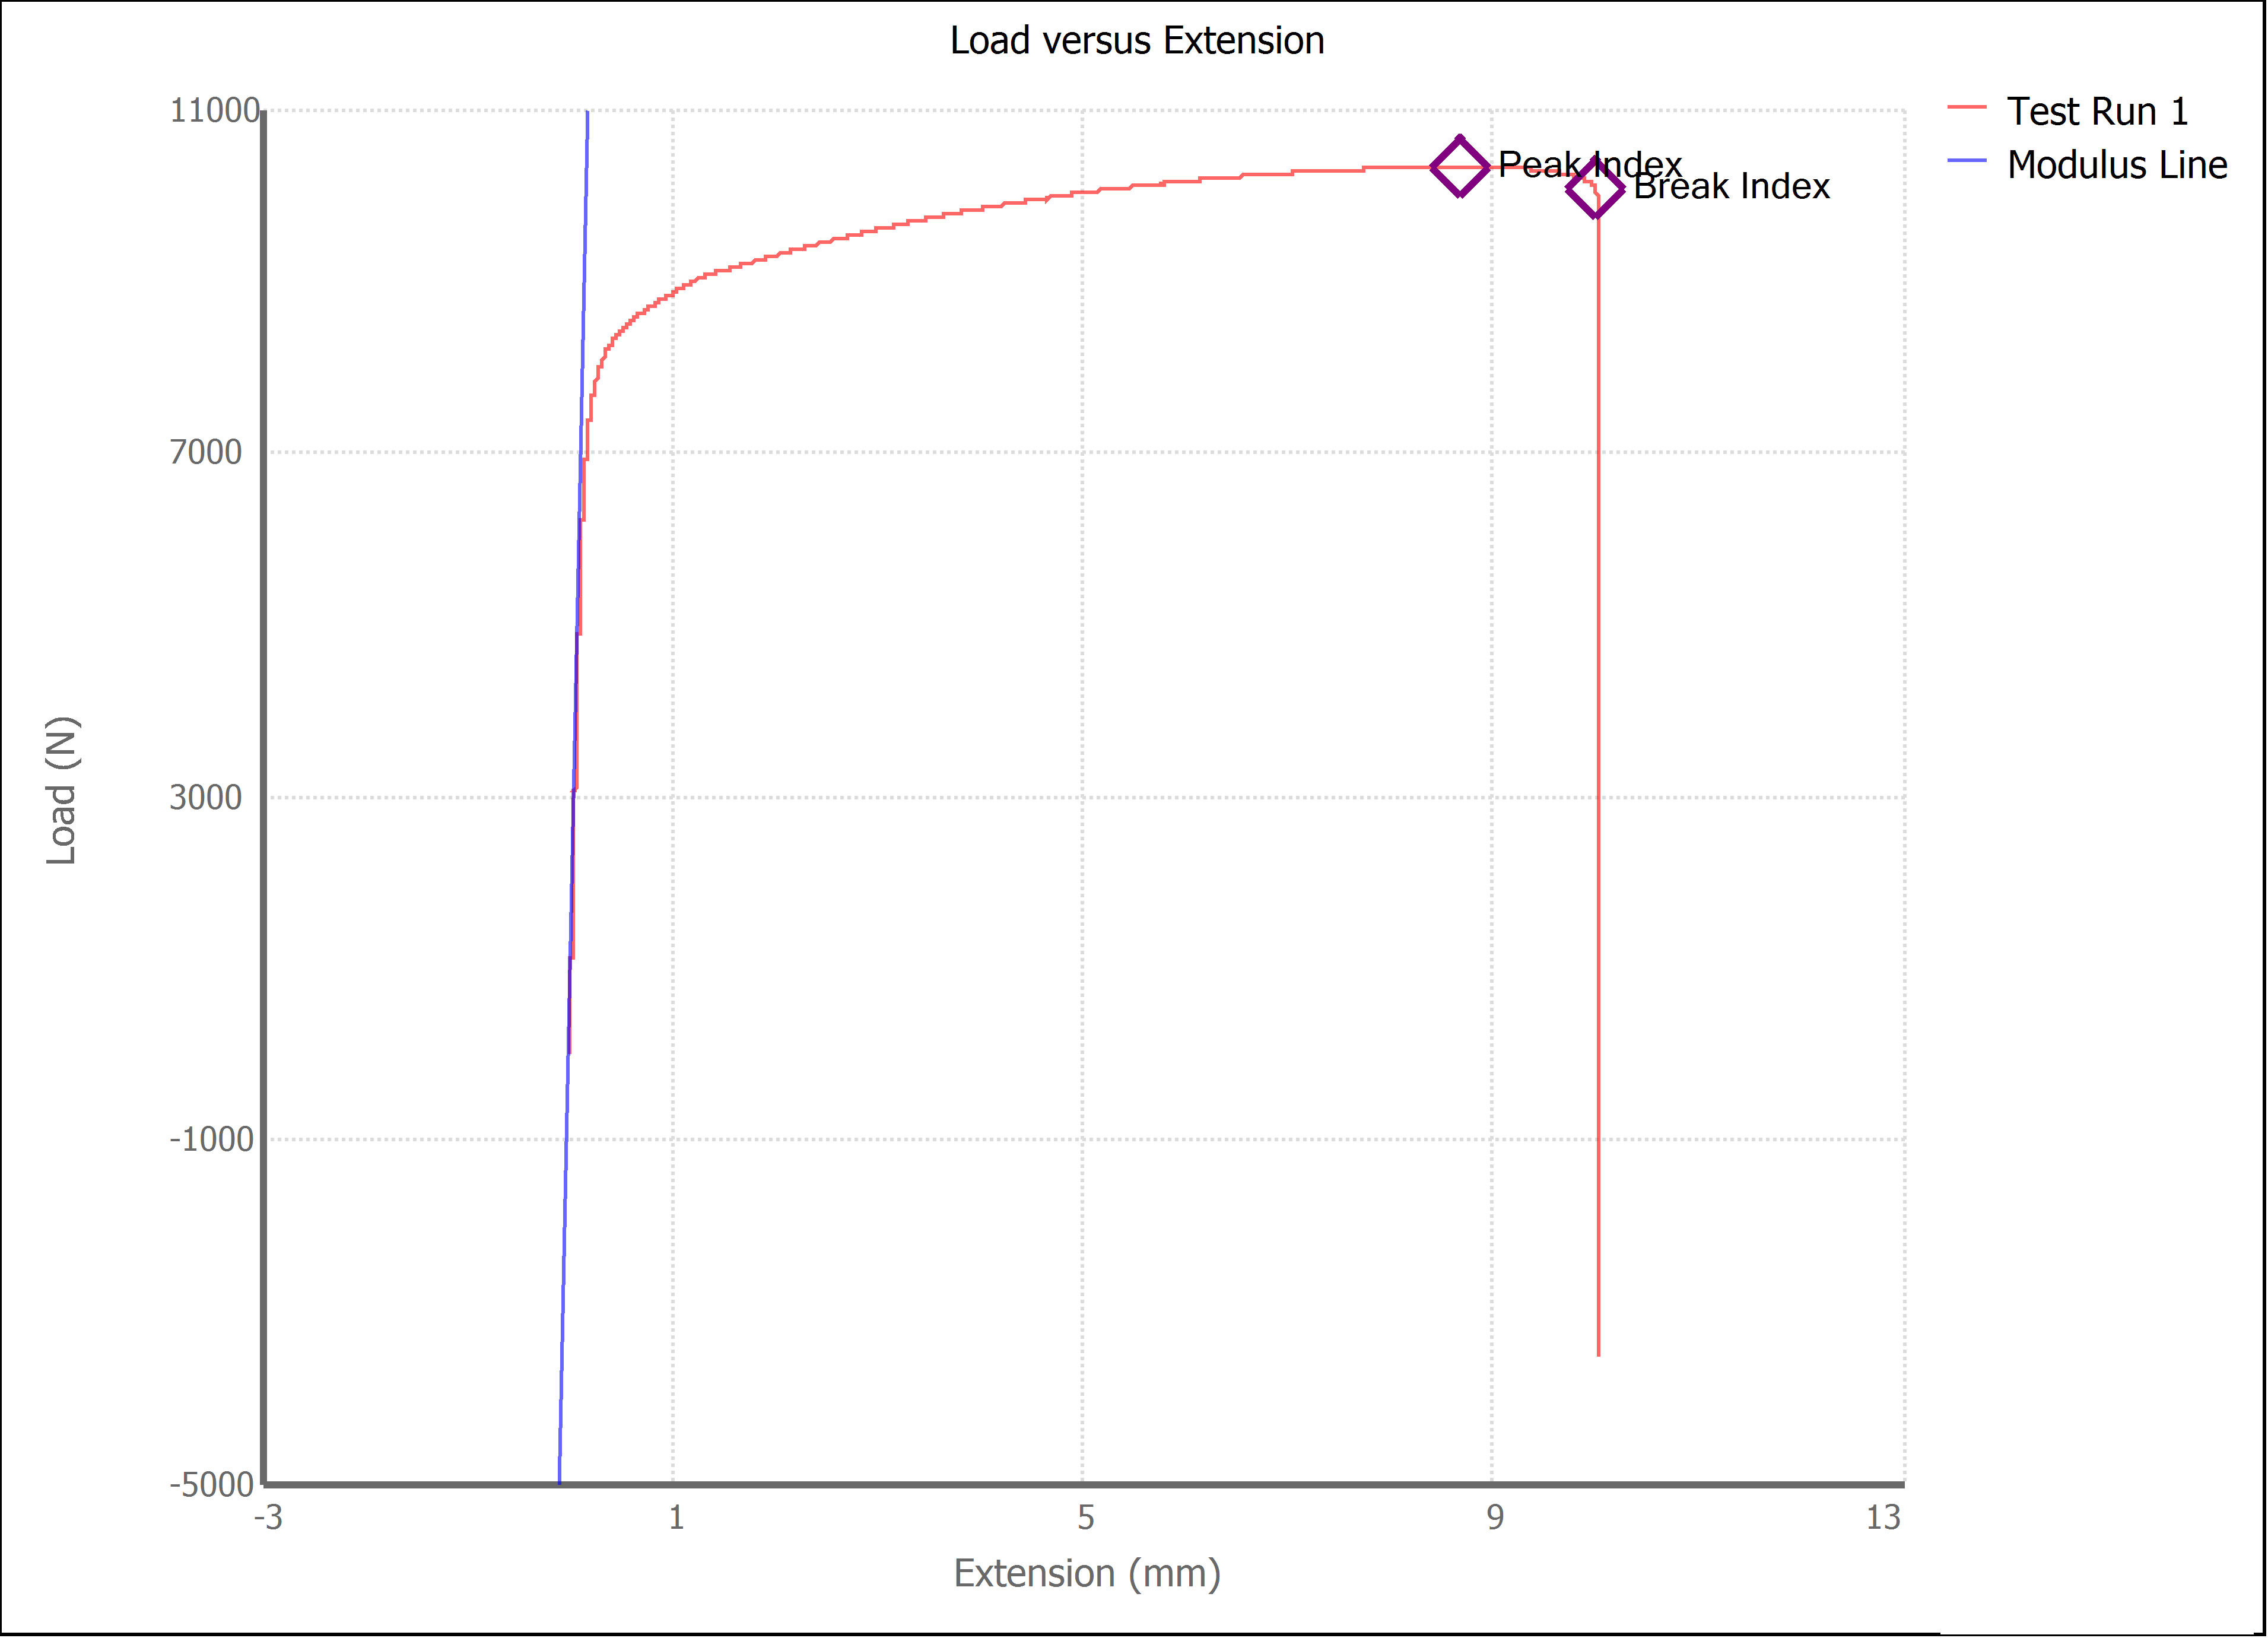 Load versus Extension
Test Run 1
Modulus Line
Peak Index
Break Index
11000
7000
3000
-1000
-5000
Load (N)
-3
1
5
9
13
Extension (mm)